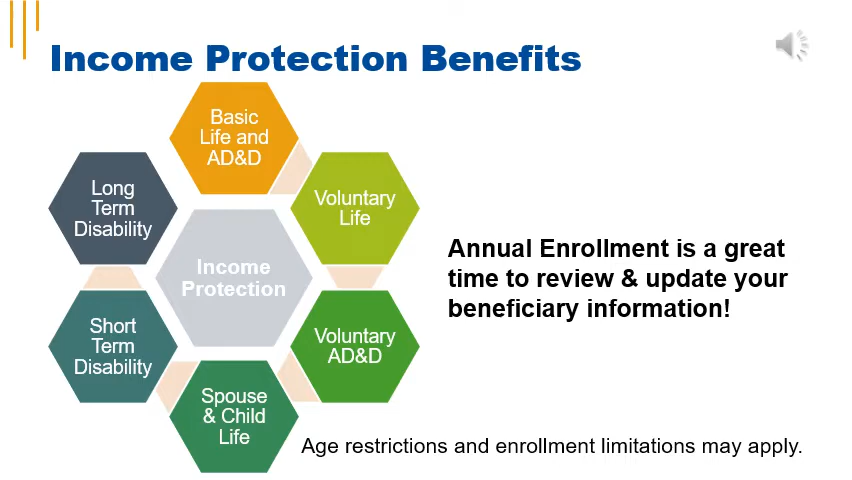 Income Protection Benefits
Basic
Life and
AD&D
Voluntary
Life
Voluntary
AD&D
Spouse
& Child
Life
Short
Term
Disability
Long
Term
Disability
Income
Protection
Annual Enrollment is a great
time to review & update your
beneficiary information!
Age restrictions and enrollment limitations may apply.